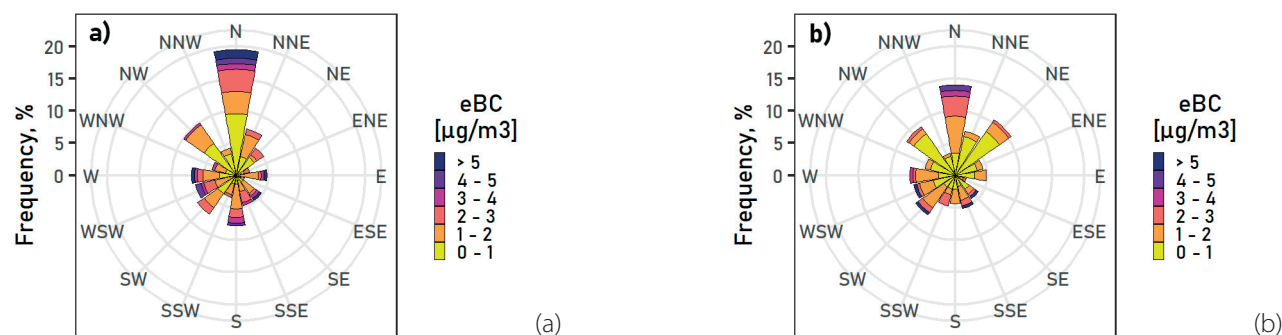 a)
N
NNW
NNE
NW
NE
WNW
ENE
W
E
WSW
ESE
SW
SE
SSW
SSE
S
20
15
10
5
0
Frequency, %
eBC
[µg/m3]
> 5
4 - 5
3 - 4
2 - 3
1 - 2
0 - 1
(a)
b)
N
NNW
NNE
NW
NE
WNW
ENE
W
E
WSW
ESE
SW
SE
SSW
SSE
S
20
15
10
5
0
Frequency, %
eBC
[µg/m3]
> 5
4 - 5
3 - 4
2 - 3
1 - 2
0 - 1
(b)